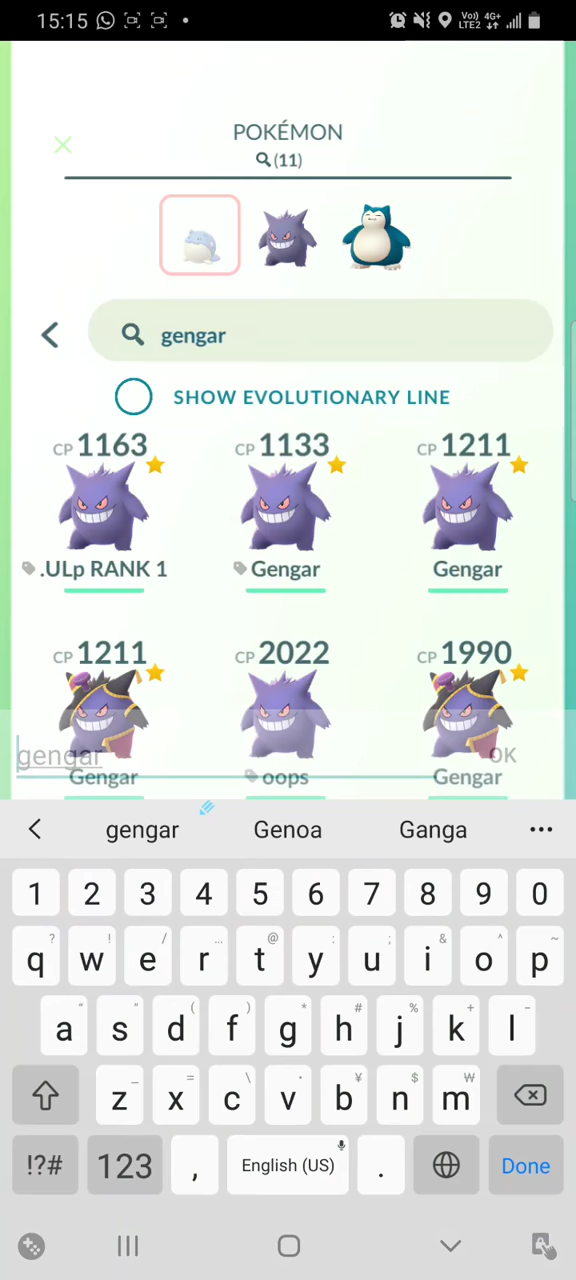 15:15
Vo)) 4G+
LTE2
POKÉMON
(11)
gengar
SHOW EVOLUTIONARY LINE
CP 1163 CP 1133 CP 1211
.ULp RANK 1 Gengar Gengar
CP 1211 CP 2022 CP 1990
gengar OK
Gengar oops Gengar
gengar Genoa Ganga ...
1 2 3 4 5 6 7 8 9 0
? ! / ... @ : ; & ^ ~
q w e r t y u i o p
" " ( ) * # % + -
a s d f g h j k l
_ = \ · ¥ $ ₩
z x c v b n m
!?# 123 , English (US) . Done